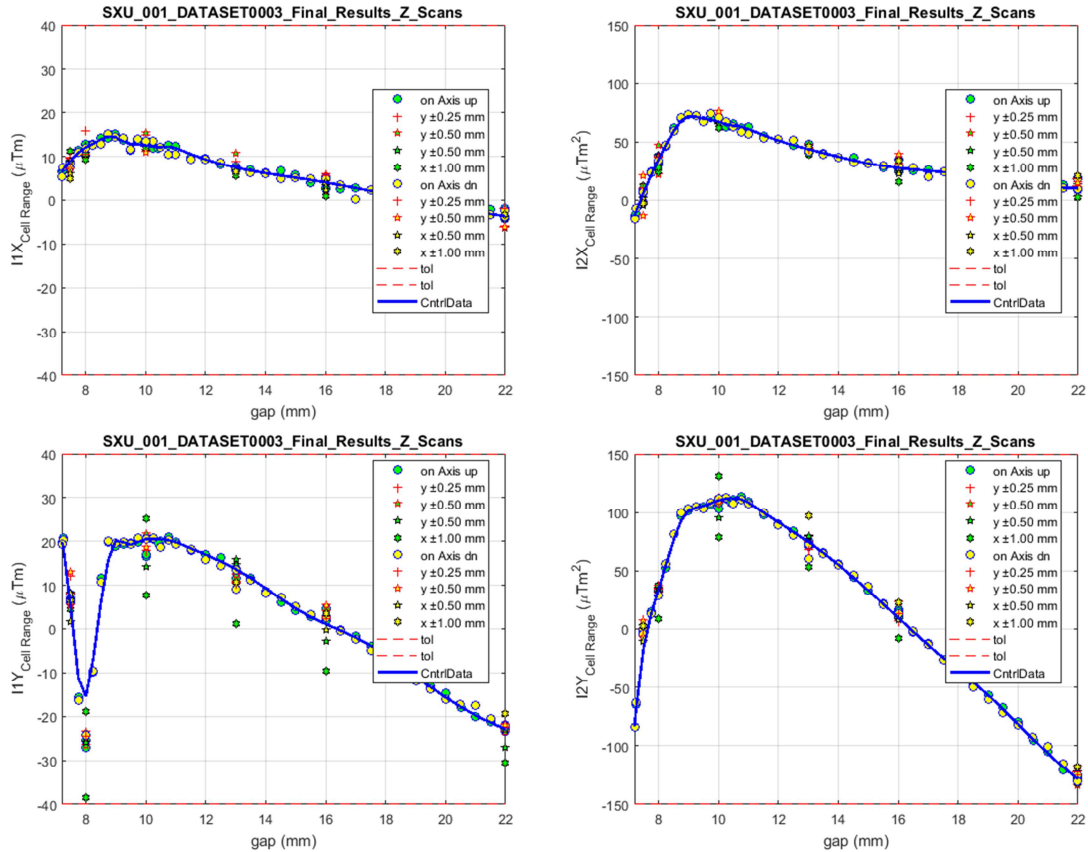 SXU_001_DATASET0003_Final_Results_Z_Scans
I1X_Cell Range (μTm)
40
30
20
10
0
-10
-20
-30
-40
8 10 12 14 16 18 20 22
gap (mm)
on Axis up
y ±0.25 mm
y ±0.50 mm
x ±0.50 mm
x ±1.00 mm
on Axis dn
y ±0.25 mm
y ±0.50 mm
x ±0.50 mm
x ±1.00 mm
tol
tol
CntrlData
SXU_001_DATASET0003_Final_Results_Z_Scans
I2X_Cell Range (μTm²)
150
100
50
0
-50
-100
-150
8 10 12 14 16 18 20 22
gap (mm)
on Axis up
y ±0.25 mm
y ±0.50 mm
x ±0.50 mm
x ±1.00 mm
on Axis dn
y ±0.25 mm
y ±0.50 mm
x ±0.50 mm
x ±1.00 mm
tol
tol
CntrlData
SXU_001_DATASET0003_Final_Results_Z_Scans
I1Y_Cell Range (μTm)
40
30
20
10
0
-10
-20
-30
-40
8 10 12 14 16 18 20 22
gap (mm)
on Axis up
y ±0.25 mm
y ±0.50 mm
y ±0.50 mm
x ±1.00 mm
on Axis dn
y ±0.25 mm
y ±0.50 mm
x ±0.50 mm
x ±1.00 mm
tol
tol
CntrlData
SXU_001_DATASET0003_Final_Results_Z_Scans
I2Y_Cell Range (μTm²)
150
100
50
0
-50
-100
-150
8 10 12 14 16 18 20 22
gap (mm)
on Axis up
y ±0.25 mm
y ±0.50 mm
y ±0.50 mm
x ±1.00 mm
on Axis dn
y ±0.25 mm
y ±0.50 mm
x ±0.50 mm
x ±1.00 mm
tol
tol
CntrlData